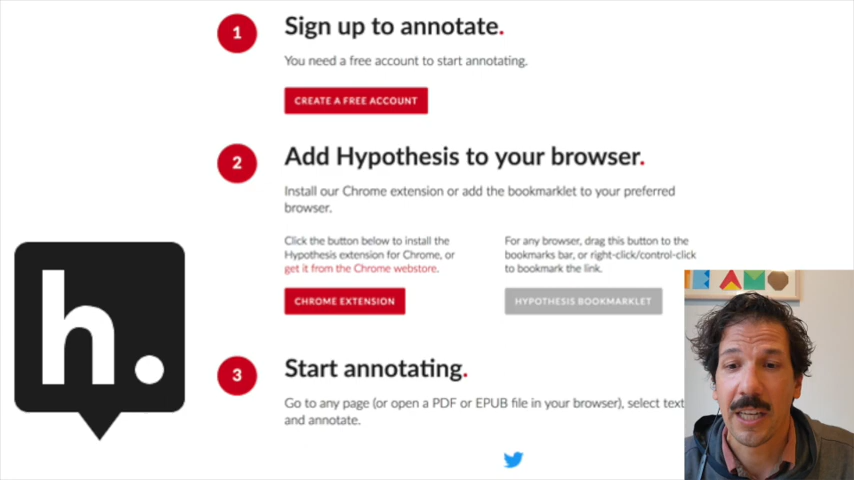 1
Sign up to annotate.
You need a free account to start annotating.
CREATE A FREE ACCOUNT
2
Add Hypothesis to your browser.
Install our Chrome extension or add the bookmarklet to your preferred
browser.
Click the button below to install the
Hypothesis extension for Chrome, or
get it from the Chrome webstore.
CHROME EXTENSION
For any browser, drag this button to the
bookmarks bar, or right-click/control-click
to bookmark the link.
HYPOTHESIS BOOKMARKLET
h.
3
Start annotating.
Go to any page (or open a PDF or EPUB file in your browser), select text
and annotate.